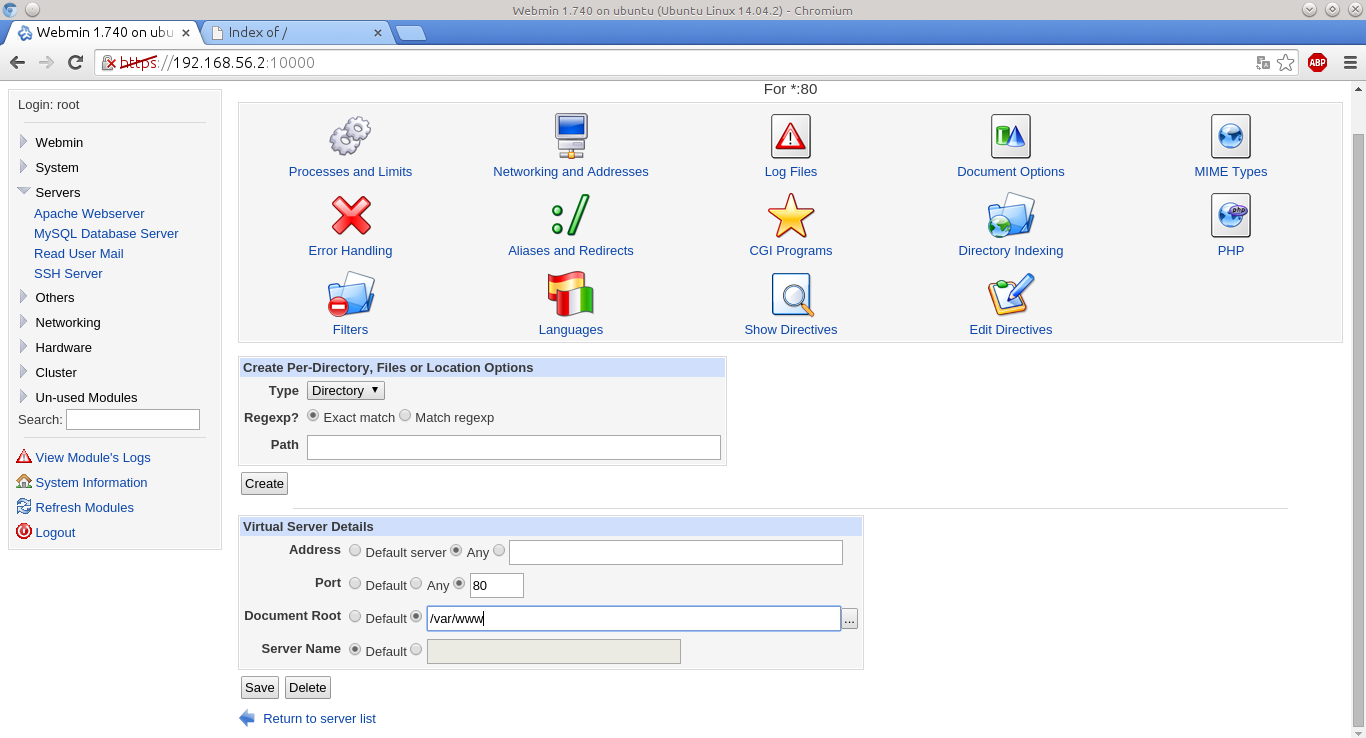 Webmin 1.740 on ubuntu (Ubuntu Linux 14.04.2) - Chromium
Webmin 1.740 on ubu
Index of /
https://192.168.56.2:10000
ABP
Login: root
Webmin
System
Servers
Apache Webserver
MySQL Database Server
Read User Mail
SSH Server
Others
Networking
Hardware
Cluster
Un-used Modules
Search:
View Module's Logs
System Information
Refresh Modules
Logout
For *:80
Processes and Limits
Networking and Addresses
Log Files
Document Options
MIME Types
Error Handling
Aliases and Redirects
CGI Programs
Directory Indexing
php
PHP
Filters
Languages
Show Directives
Edit Directives
Create Per-Directory, Files or Location Options
Type Directory
Regexp? Exact match Match regexp
Path
Create
Virtual Server Details
Address Default server Any
Port Default Any 80
Document Root Default /var/www ...
Server Name Default
Save Delete
Return to server list